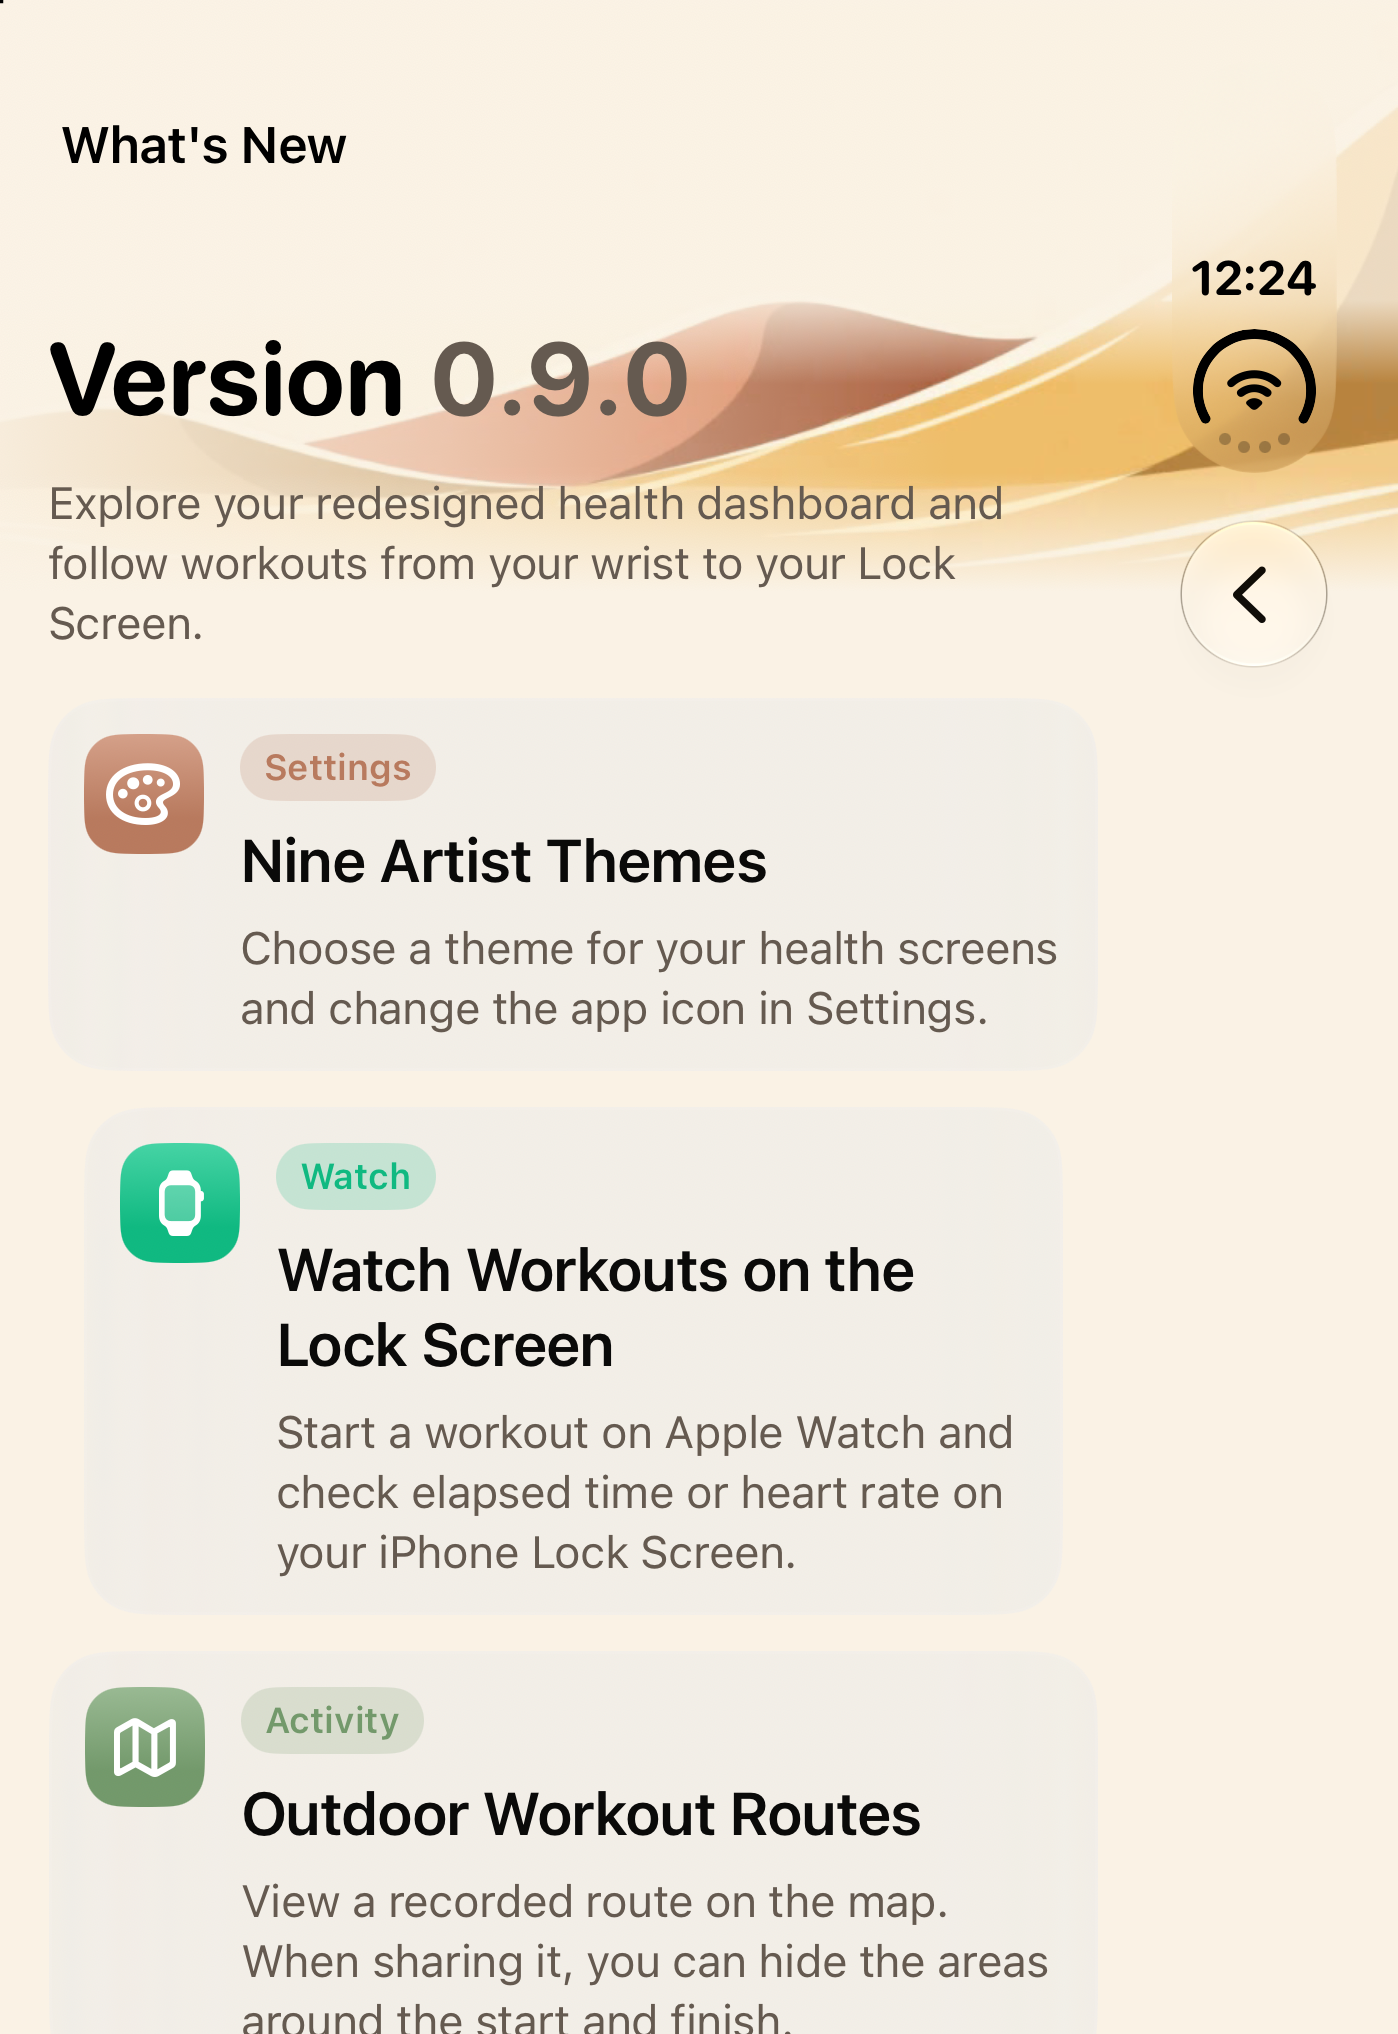 What's New
12:24
Version 0.9.0
Explore your redesigned health dashboard and
follow workouts from your wrist to your Lock
Screen.
Settings
Nine Artist Themes
Choose a theme for your health screens
and change the app icon in Settings.
Watch
Watch Workouts on the
Lock Screen
Start a workout on Apple Watch and
check elapsed time or heart rate on
your iPhone Lock Screen.
Activity
Outdoor Workout Routes
View a recorded route on the map.
When sharing it, you can hide the areas
around the start and finish.